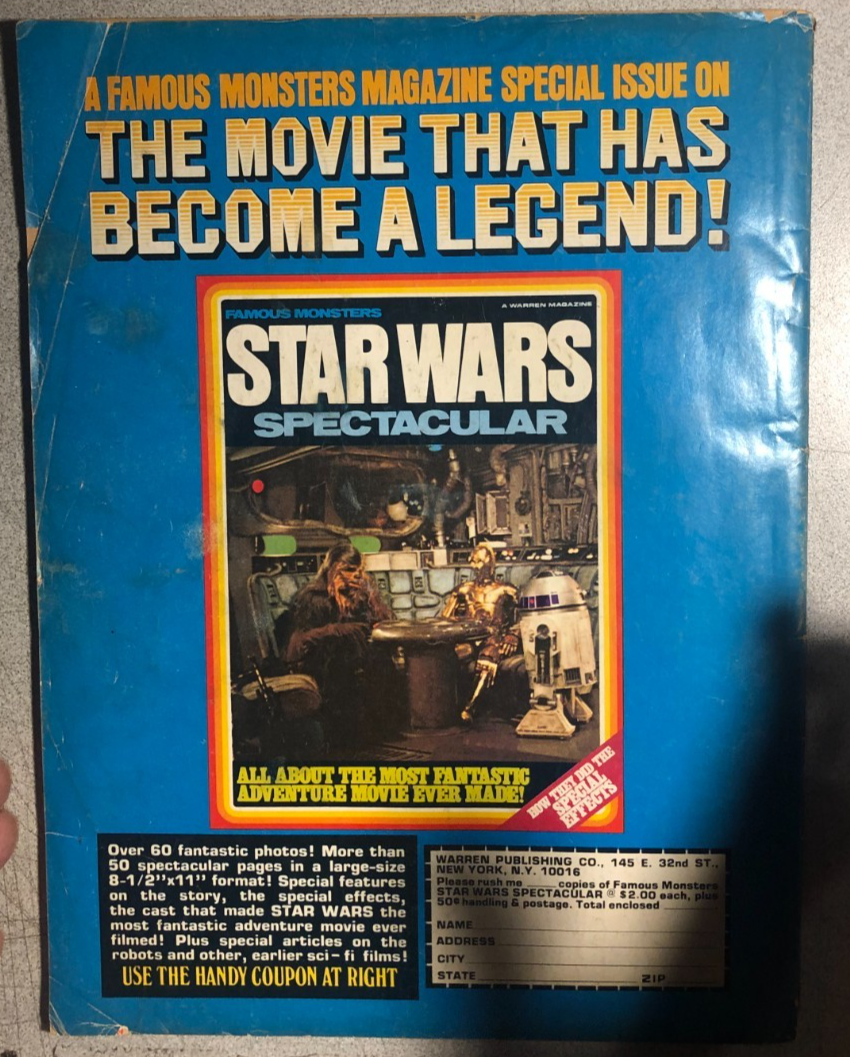 A FAMOUS MONSTERS MAGAZINE SPECIAL ISSUE ON
THE MOVIE THAT HAS
BECOME A LEGEND!
FAMOUS MONSTERS
A WARREN MAGAZINE
STAR WARS
SPECTACULAR
ALL ABOUT THE MOST FANTASTIC
ADVENTURE MOVIE EVER MADE!
HOW THEY DID THE
SPECIAL
EFFECTS
Over 60 fantastic photos! More than
50 spectacular pages in a large-size
8-1/2"x11" format! Special features
on the story, the special effects,
the cast that made STAR WARS the
most fantastic adventure movie ever
filmed! Plus special articles on the
robots and other, earlier sci-fi films!
USE THE HANDY COUPON AT RIGHT
WARREN PUBLISHING CO., 145 E. 32nd ST.,
NEW YORK, N.Y. 10016
Please rush me ____ copies of Famous Monsters
STAR WARS SPECTACULAR @ $2.00 each, plus
50¢ handling & postage. Total enclosed ________
NAME
ADDRESS
CITY
STATE ZIP